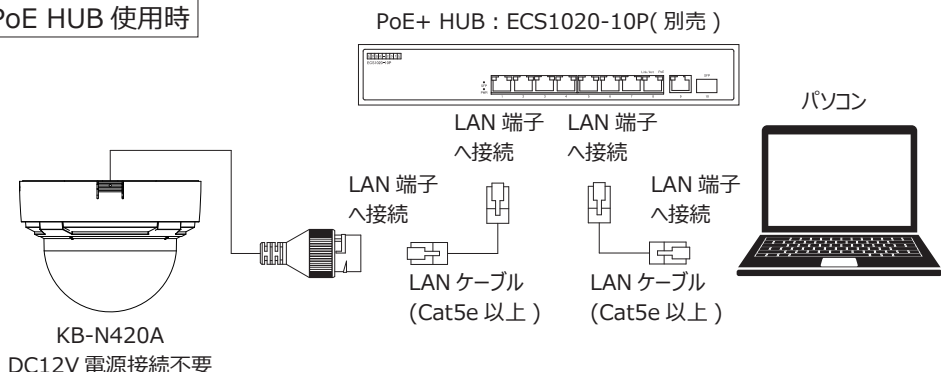 PoE HUB 使用時
PoE+ HUB：ECS1020-10P( 別売 )
ECS1020-10P
パソコン
LAN 端子
へ接続
LAN 端子
へ接続
LAN 端子
へ接続
LAN 端子
へ接続
LAN ケーブル
(Cat5e 以上 )
LAN ケーブル
(Cat5e 以上 )
KB-N420A
DC12V 電源接続不要